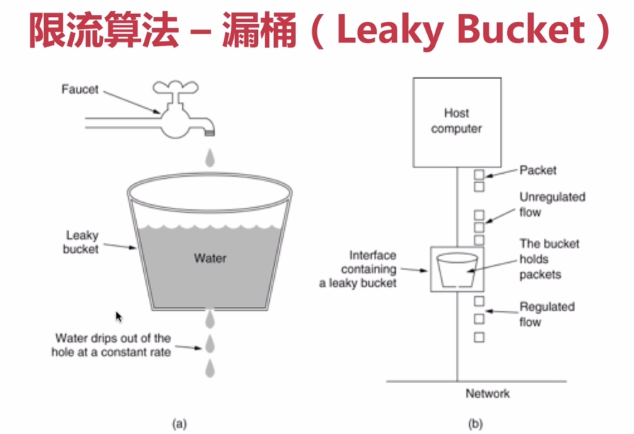 限流算法 – 漏桶（Leaky Bucket）
Faucet
Leaky
bucket
Water
Water drips out of the
hole at a constant rate
(a)
Host
computer
Packet
Unregulated
flow
Interface
containing
a leaky bucket
The bucket
holds
packets
Regulated
flow
Network
(b)